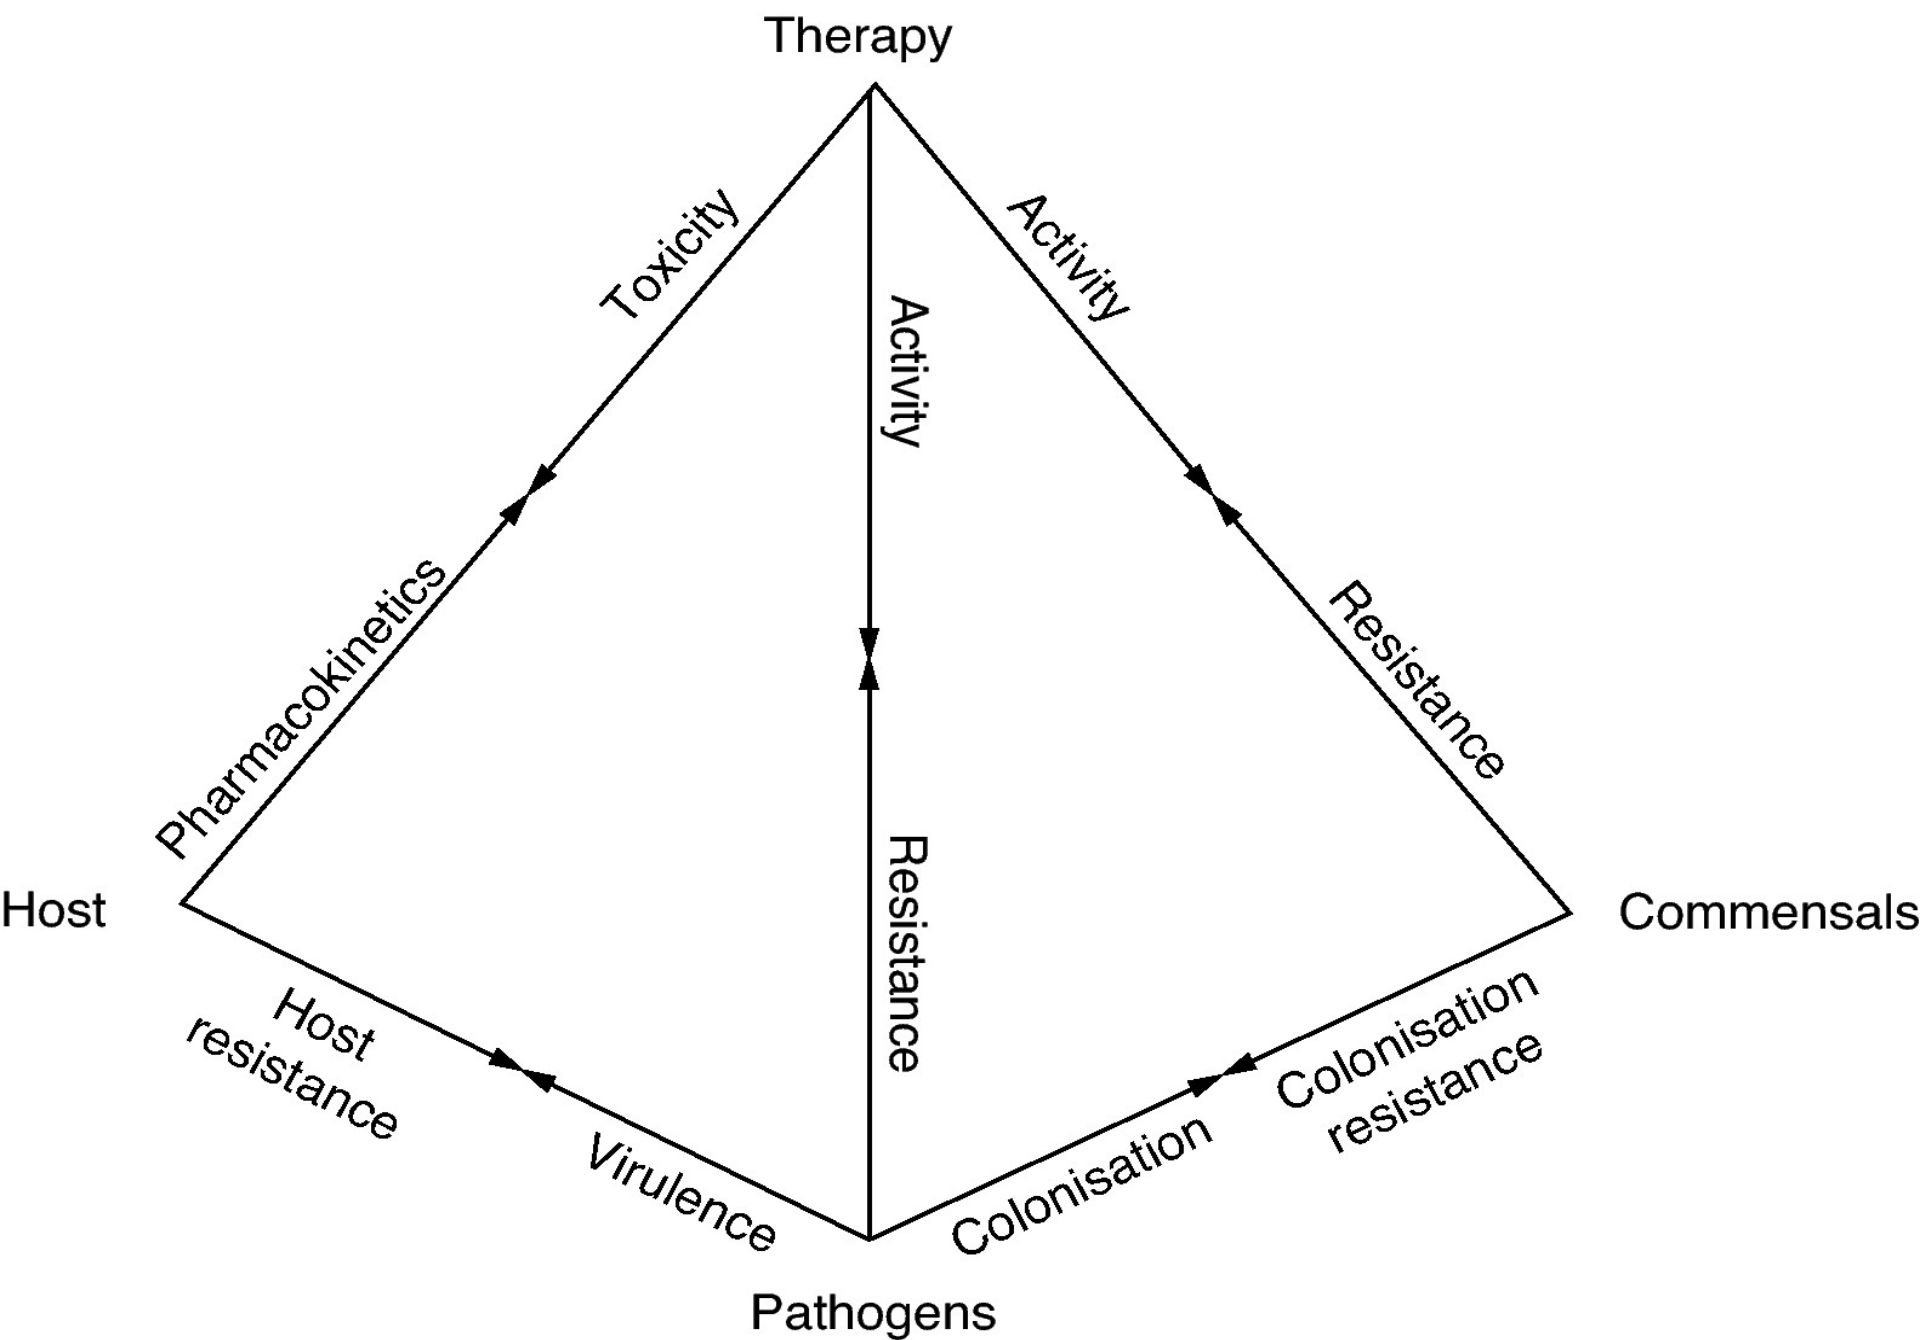 Therapy
Toxicity
Activity
Activity
Pharmacokinetics
Resistance
Resistance
Host
Commensals
Host
resistance
Virulence
Colonisation
Colonisation
resistance
Pathogens